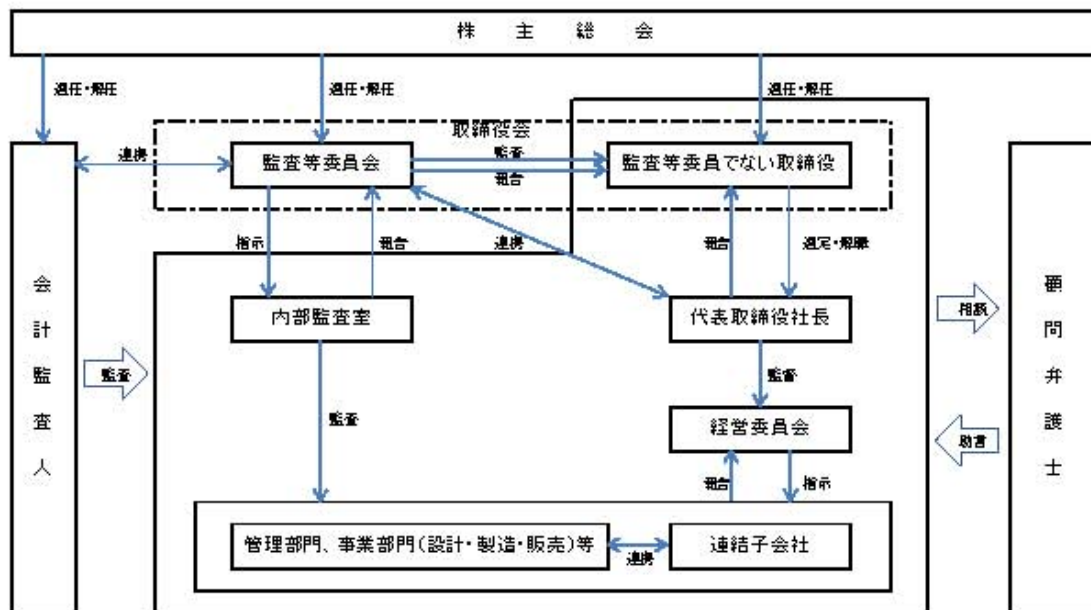 株主総会
選任・解任
選任・解任
選任・解任
取締役会
連携
監査等委員会
監査
報告
監査等委員でない取締役
指示
報告
連携
報告
選定・解職
会計監査人
内部監査室
代表取締役社長
相談
顧問弁護士
監査
監督
監査
経営委員会
助言
報告
指示
管理部門、事業部門(設計・製造・販売)等
連携
連結子会社